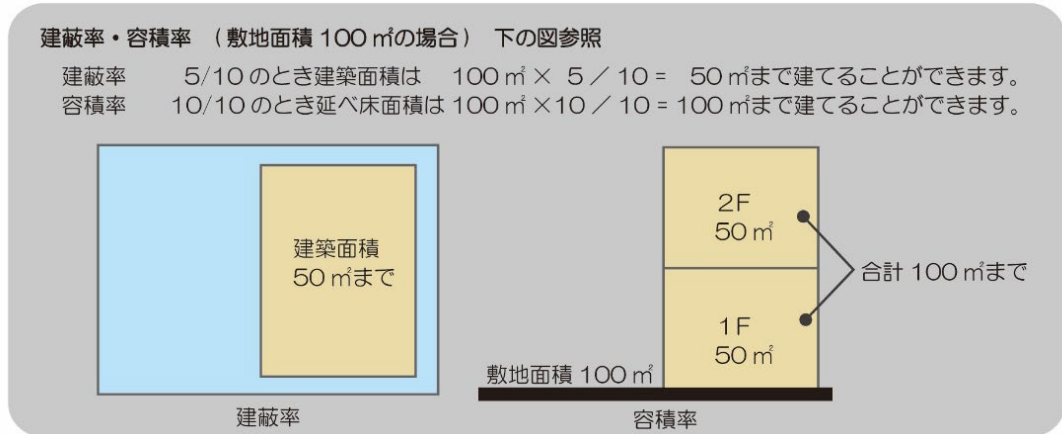 建蔽率・容積率 （敷地面積 100 ㎡の場合） 下の図参照
建蔽率 5/10 のとき建築面積は 100 ㎡ × 5 ／ 10 = 50 ㎡まで建てることができます。
容積率 10/10 のとき延べ床面積は 100 ㎡ ×10 ／ 10 = 100 ㎡まで建てることができます。
建築面積
50 ㎡まで
建蔽率
2F
50 ㎡
1F
50 ㎡
合計 100 ㎡まで
敷地面積 100 ㎡
容積率